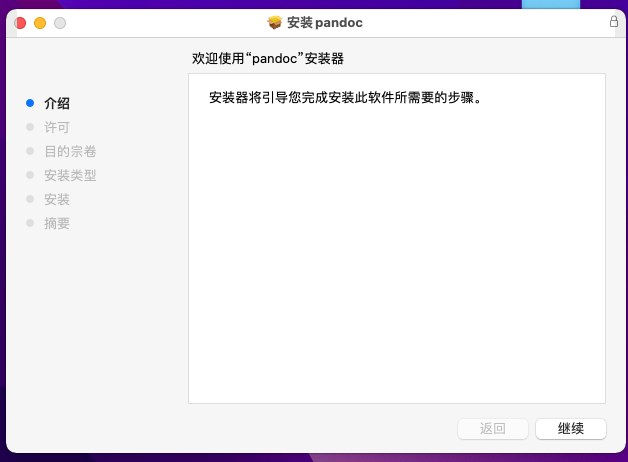 安装 pandoc
欢迎使用“pandoc”安装器
介绍
许可
目的宗卷
安装类型
安装
摘要
安装器将引导您完成安装此软件所需要的步骤。
返回
继续